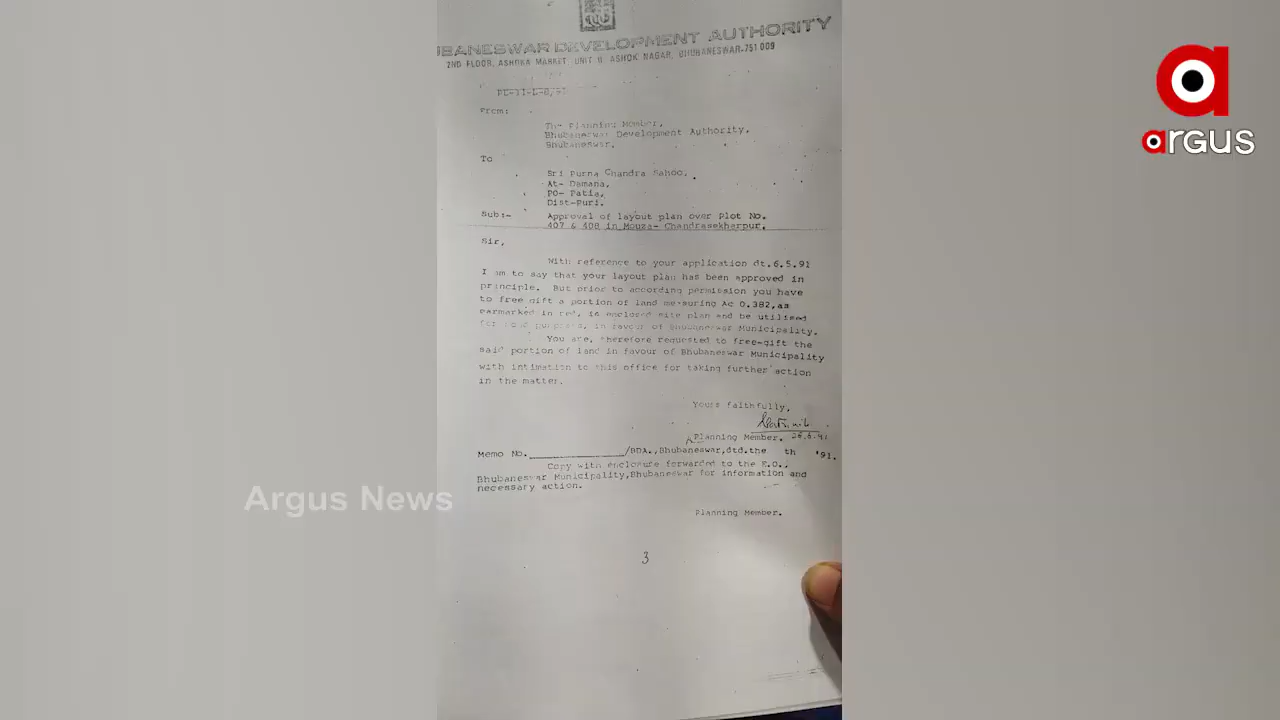 UBANESWAR DEVELOPMENT AUTHORITY
2ND FLOOR, ASHOKA MARKET, UNIT 9 ASHOK NAGAR, BHUBANESWAR-751 009
From:
The Planning Member,
Bhubaneswar Development Authority,
Bhubaneswar.
To
Sri Purna Chandra Sahoo,
At- Damana,
PO- Patia,
Dist-Puri.
Sub:- Approval of layout plan over Plot No.
407 & 408 in Mouza- Chandrasekharpur.
Sir,
With reference to your application dt.6.5.91
I am to say that your layout plan has been approved in
principle. But prior to according permission you have
to free gift a portion of land measuring Ac 0.382,as
earmarked in red, in enclosed site plan and be utilised
for purposes, in favour of Bhubaneswar Municipality.
You are, therefore requested to free-gift the
said portion of land in favour of Bhubaneswar Municipality
with intimation to this office for taking further action
in the matter.
Yours faithfully,
Planning Member. 26.6.91
Memo No. /BDA.,Bhubaneswar,dtd.the th '91.
Copy with enclosure forwarded to the E.O.,
Bhubaneswar Municipality,Bhubaneswar for information and
necessary action.
Planning Member.
3
argus
Argus News